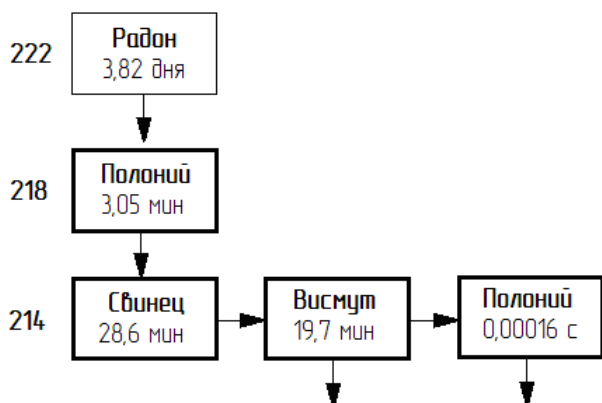 222
Радон
3,82 дня
218
Полоний
3,05 мин
214
Свинец
28,6 мин
Висмут
19,7 мин
Полоний
0,00016 с